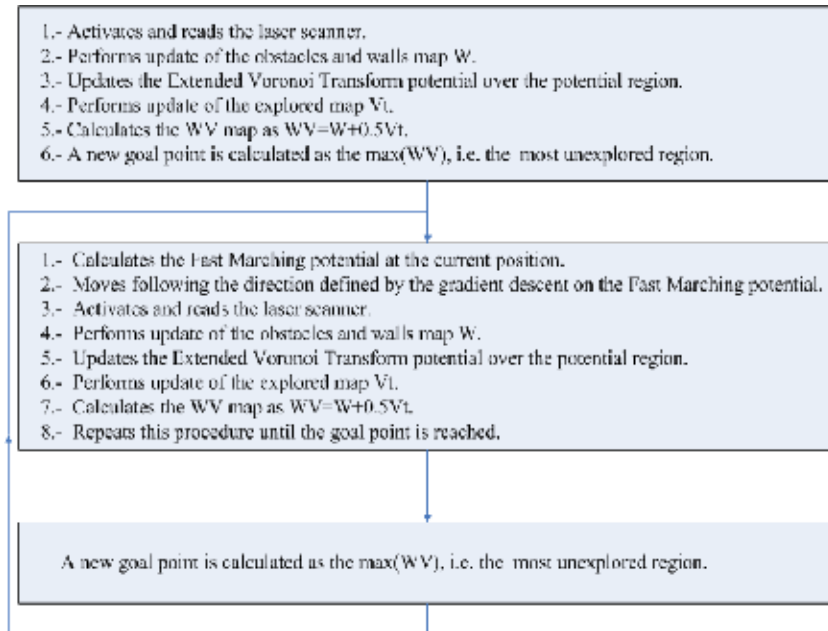 1.- Activates and reads the laser scanner.
2.- Performs update of the obstacles and walls map W.
3.- Updates the Extended Voronoi Transform potential over the potential region.
4.- Performs update of the explored map Vt.
5.- Calculates the WV map as WV=W+0.5Vt.
6.- A new goal point is calculated as the max(WV), i.e. the most unexplored region.
1.- Calculates the Fast Marching potential at the current position.
2.- Moves following the direction defined by the gradient descent on the Fast Marching potential.
3.- Activates and reads the laser scanner.
4.- Performs update of the obstacles and walls map W.
5.- Updates the Extended Voronoi Transform potential over the potential region.
6.- Performs update of the explored map Vt.
7.- Calculates the WV map as WV=W+0.5Vt.
8.- Repeats this procedure until the goal point is reached.
A new goal point is calculated as the max(WV), i.e. the most unexplored region.